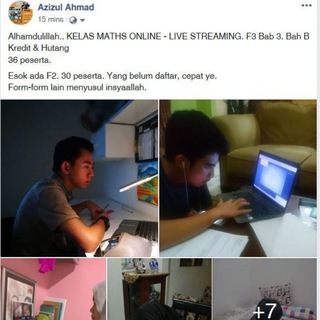 Azizul Ahmad
15 mins
Alhamdulillah.. KELAS MATHS ONLINE - LIVE STREAMING. F3 Bab 3. Bah B
Kredit & Hutang
36 peserta.
Esok ada F2. 30 peserta. Yang belum daftar, cepat ye.
Form-form lain menyusul insyaallah.
+7